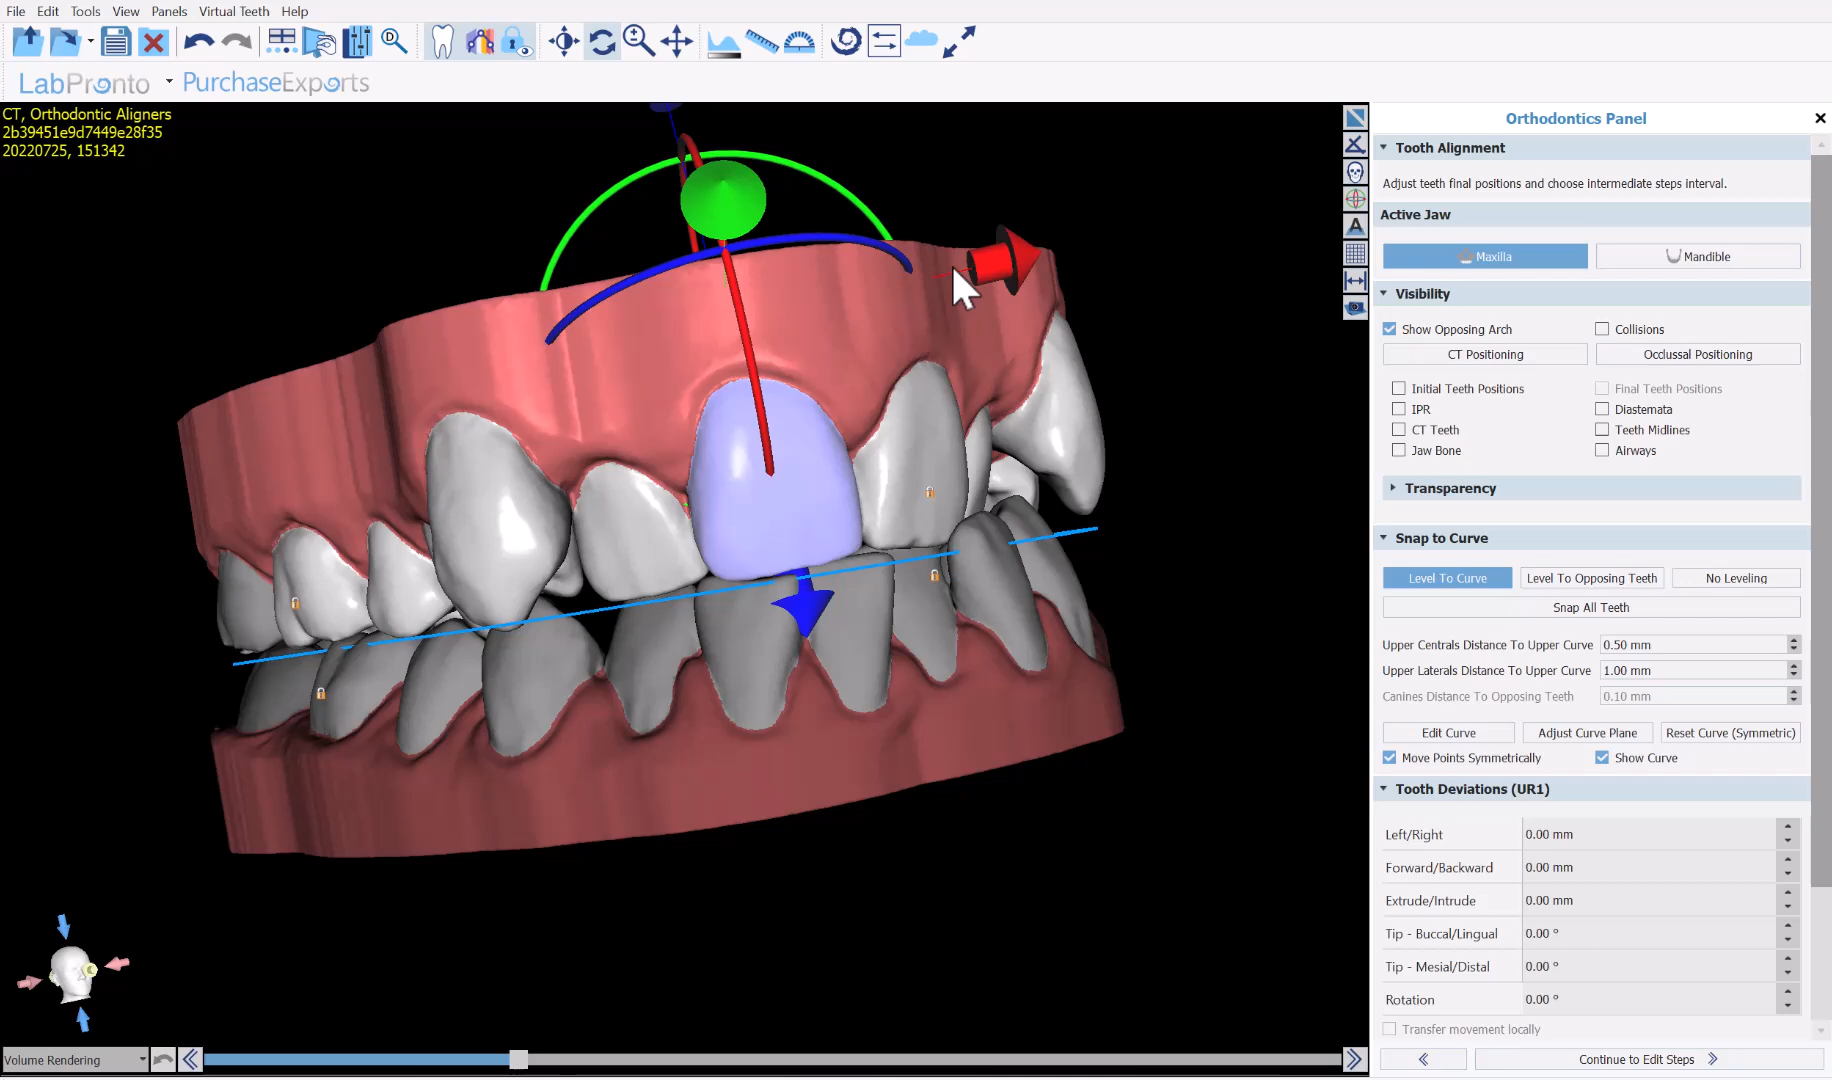 File Edit Tools View Panels Virtual Teeth Help
D
LabPronto PurchaseExports
CT, Orthodontic Aligners
2b39451e9d7449e28f35
20220725, 151342
A
Volume Rendering
Orthodontics Panel
Tooth Alignment
Adjust teeth final positions and choose intermediate steps interval.
Active Jaw
Maxilla Mandible
Visibility
Show Opposing Arch Collisions
CT Positioning Occlussal Positioning
Initial Teeth Positions Final Teeth Positions
IPR Diastemata
CT Teeth Teeth Midlines
Jaw Bone Airways
Transparency
Snap to Curve
Level To Curve Level To Opposing Teeth No Leveling
Snap All Teeth
Upper Centrals Distance To Upper Curve 0.50 mm
Upper Laterals Distance To Upper Curve 1.00 mm
Canines Distance To Opposing Teeth 0.10 mm
Edit Curve Adjust Curve Plane Reset Curve (Symmetric)
Move Points Symmetrically Show Curve
Tooth Deviations (UR1)
Left/Right 0.00 mm
Forward/Backward 0.00 mm
Extrude/Intrude 0.00 mm
Tip - Buccal/Lingual 0.00 °
Tip - Mesial/Distal 0.00 °
Rotation 0.00 °
Transfer movement locally
Continue to Edit Steps